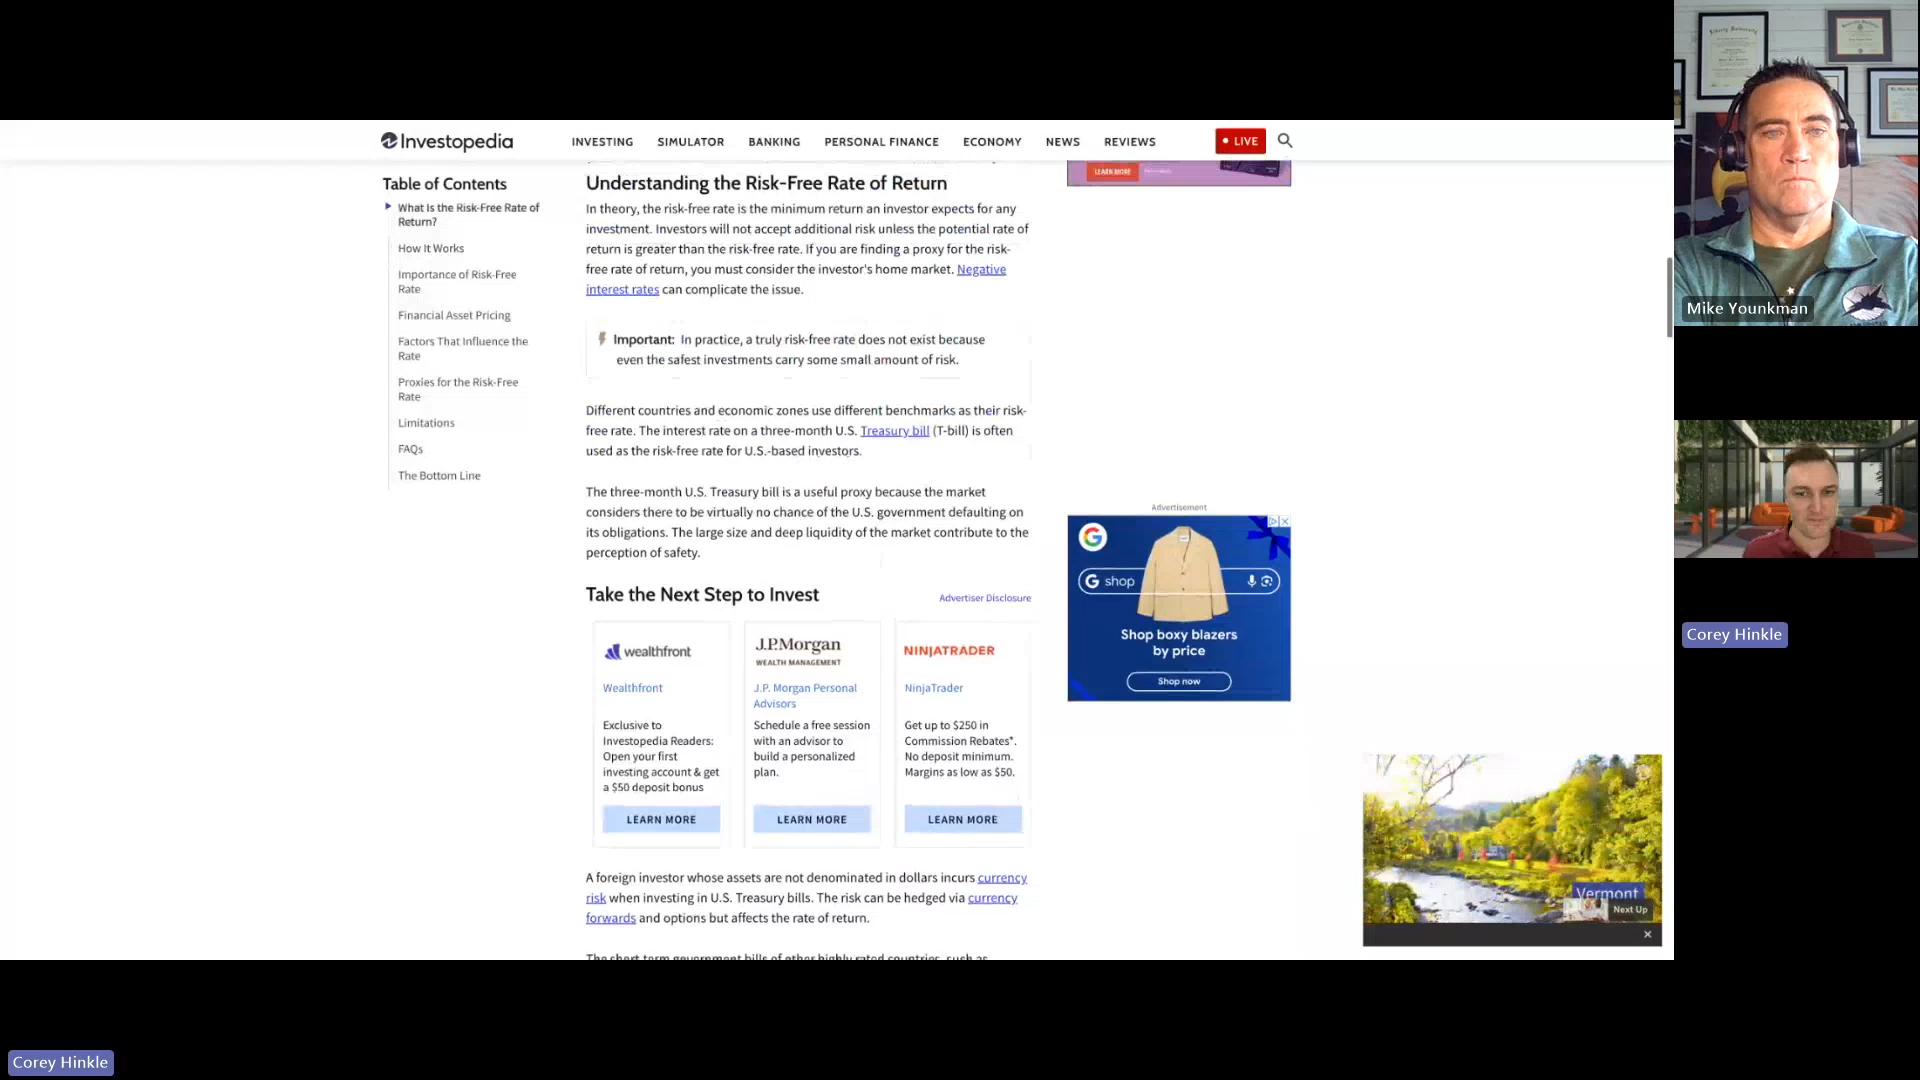 Investopedia
INVESTING SIMULATOR BANKING PERSONAL FINANCE ECONOMY NEWS REVIEWS
LIVE
Table of Contents
What Is the Risk-Free Rate of
Return?
How It Works
Importance of Risk-Free
Rate
Financial Asset Pricing
Factors That Influence the
Rate
Proxies for the Risk-Free
Rate
Limitations
FAQs
The Bottom Line
Understanding the Risk-Free Rate of Return
In theory, the risk-free rate is the minimum return an investor expects for any
investment. Investors will not accept additional risk unless the potential rate of
return is greater than the risk-free rate. If you are finding a proxy for the risk-
free rate of return, you must consider the investor's home market. Negative
interest rates can complicate the issue.
Important: In practice, a truly risk-free rate does not exist because
even the safest investments carry some small amount of risk.
Different countries and economic zones use different benchmarks as their risk-
free rate. The interest rate on a three-month U.S. Treasury bill (T-bill) is often
used as the risk-free rate for U.S.-based investors.
The three-month U.S. Treasury bill is a useful proxy because the market
considers there to be virtually no chance of the U.S. government defaulting on
its obligations. The large size and deep liquidity of the market contribute to the
perception of safety.
Take the Next Step to Invest
Advertiser Disclosure
wealthfront
Wealthfront
Exclusive to
Investopedia Readers:
Open your first
investing account & get
a $50 deposit bonus
LEARN MORE
J.P.Morgan
WEALTH MANAGEMENT
J.P. Morgan Personal
Advisors
Schedule a free session
with an advisor to
build a personalized
plan.
LEARN MORE
NINJATRADER
NinjaTrader
Get up to $250 in
Commission Rebates*.
No deposit minimum.
Margins as low as $50.
LEARN MORE
A foreign investor whose assets are not denominated in dollars incurs currency
risk when investing in U.S. Treasury bills. The risk can be hedged via currency
forwards and options but affects the rate of return.
The short-term government bills of other highly rated countries, such as
LEARN MORE
Advertisement
G shop
Shop boxy blazers
by price
Shop now
Vermont
Next Up
Liberty University
Mike Younkman
Corey Hinkle
Corey Hinkle